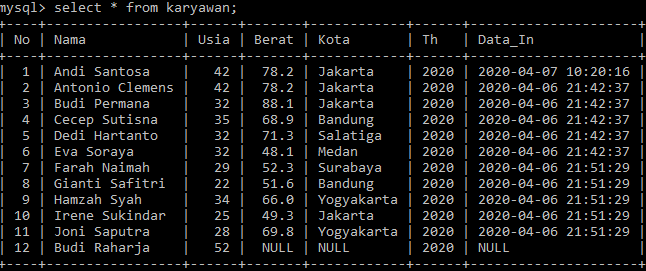 mysql> select * from karyawan;
+----+-----------------+------+-------+------------+------+---------------------+
| No | Nama            | Usia | Berat | Kota       | Th   | Data_In             |
+----+-----------------+------+-------+------------+------+---------------------+
|  1 | Andi Santosa    |   42 |  78.2 | Jakarta    | 2020 | 2020-04-07 10:20:16 |
|  2 | Antonio Clemens |   42 |  78.2 | Jakarta    | 2020 | 2020-04-06 21:42:37 |
|  3 | Budi Permana    |   32 |  88.1 | Jakarta    | 2020 | 2020-04-06 21:42:37 |
|  4 | Cecep Sutisna   |   35 |  68.9 | Bandung    | 2020 | 2020-04-06 21:42:37 |
|  5 | Dedi Hartanto   |   32 |  71.3 | Salatiga   | 2020 | 2020-04-06 21:42:37 |
|  6 | Eva Soraya      |   32 |  48.1 | Medan      | 2020 | 2020-04-06 21:42:37 |
|  7 | Farah Naimah    |   29 |  52.3 | Surabaya   | 2020 | 2020-04-06 21:51:29 |
|  8 | Gianti Safitri  |   22 |  51.6 | Bandung    | 2020 | 2020-04-06 21:51:29 |
|  9 | Hamzah Syah     |   34 |  66.0 | Yogyakarta | 2020 | 2020-04-06 21:51:29 |
| 10 | Irene Sukindar  |   25 |  49.3 | Jakarta    | 2020 | 2020-04-06 21:51:29 |
| 11 | Joni Saputra    |   28 |  69.8 | Yogyakarta | 2020 | 2020-04-06 21:51:29 |
| 12 | Budi Raharja    |   52 |  NULL | NULL       | 2020 | NULL                |
+----+-----------------+------+-------+------------+------+---------------------+